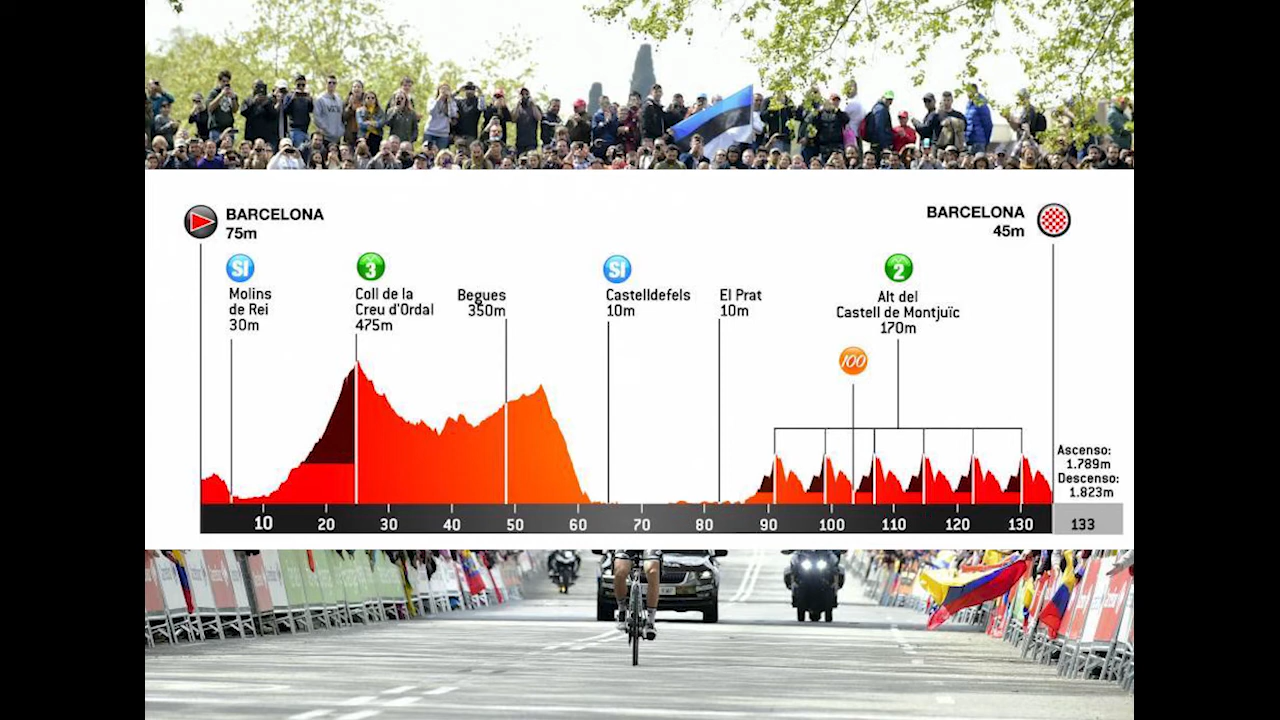 BARCELONA
75m
BARCELONA
45m
SI
Molins
de Rei
30m
3
Coll de la
Creu d'Ordal
475m
Begues
350m
SI
Castelldefels
10m
El Prat
10m
2
Alt del
Castell de Montjuïc
170m
100
Ascenso:
1.789m
Descenso:
1.823m
10 20 30 40 50 60 70 80 90 100 110 120 130 133